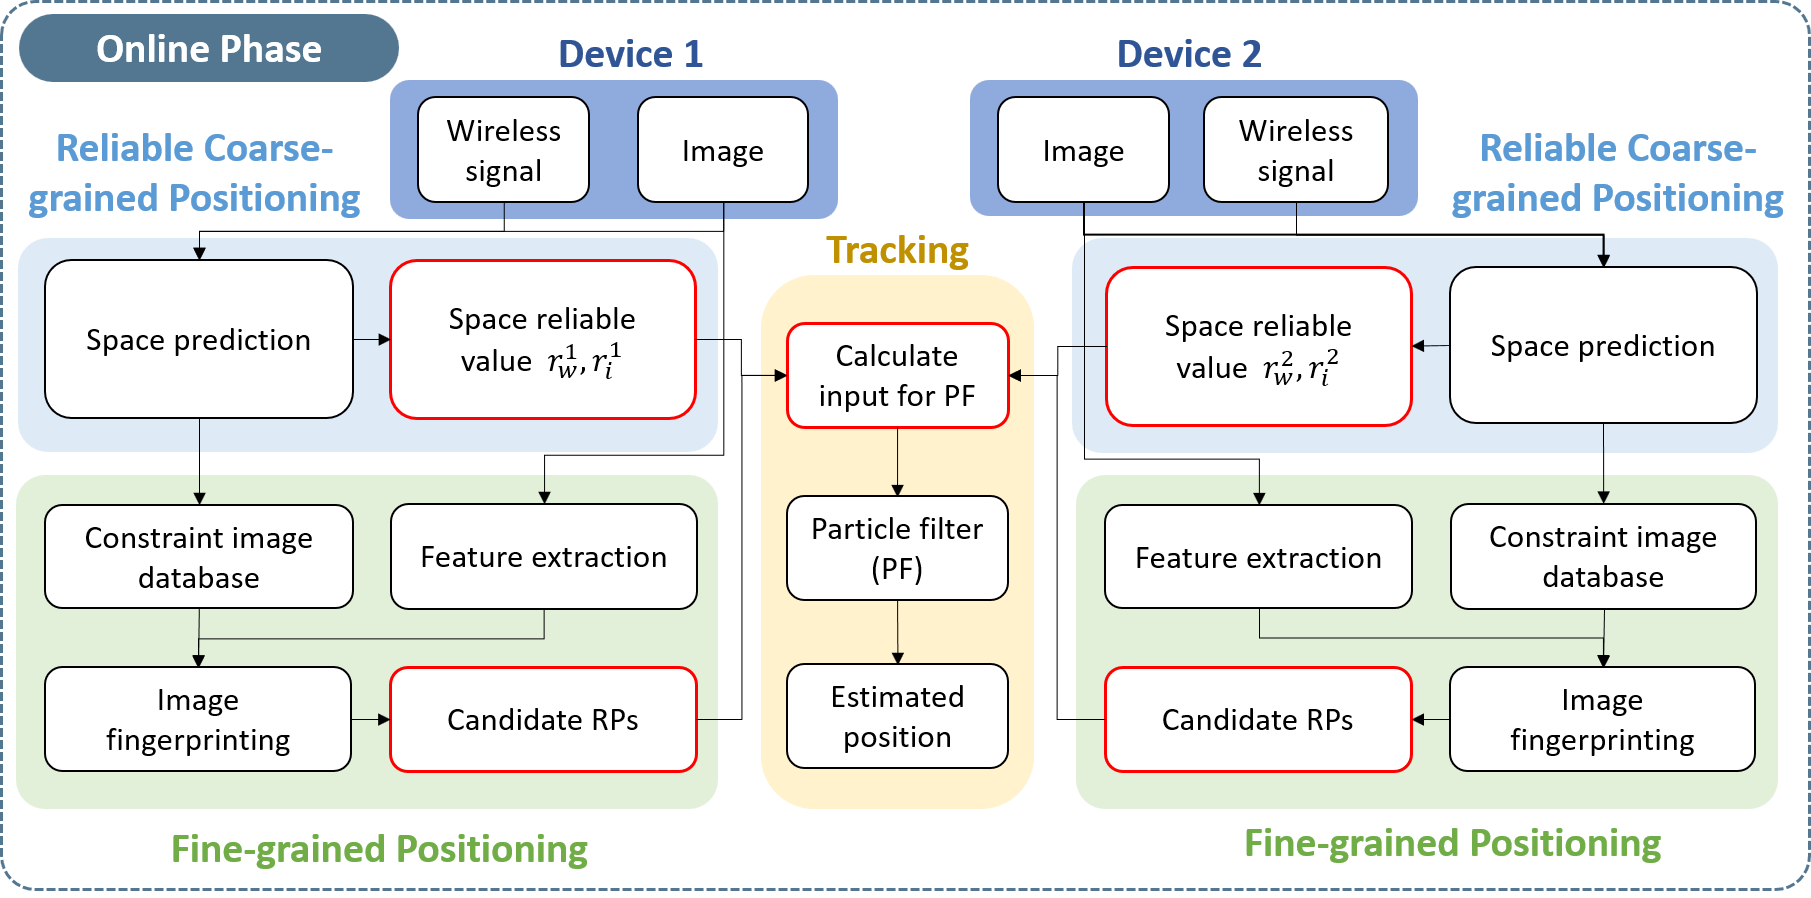 Online Phase
Device 1
Device 2
Wireless
signal
Image
Image
Wireless
signal
Reliable Coarse-
grained Positioning
Reliable Coarse-
grained Positioning
Tracking
Space prediction
Space reliable
value $r_w^1, r_i^1$
Calculate
input for PF
Space reliable
value $r_w^2, r_i^2$
Space prediction
Constraint image
database
Feature extraction
Particle filter
(PF)
Feature extraction
Constraint image
database
Image
fingerprinting
Candidate RPs
Estimated
position
Candidate RPs
Image
fingerprinting
Fine-grained Positioning
Fine-grained Positioning